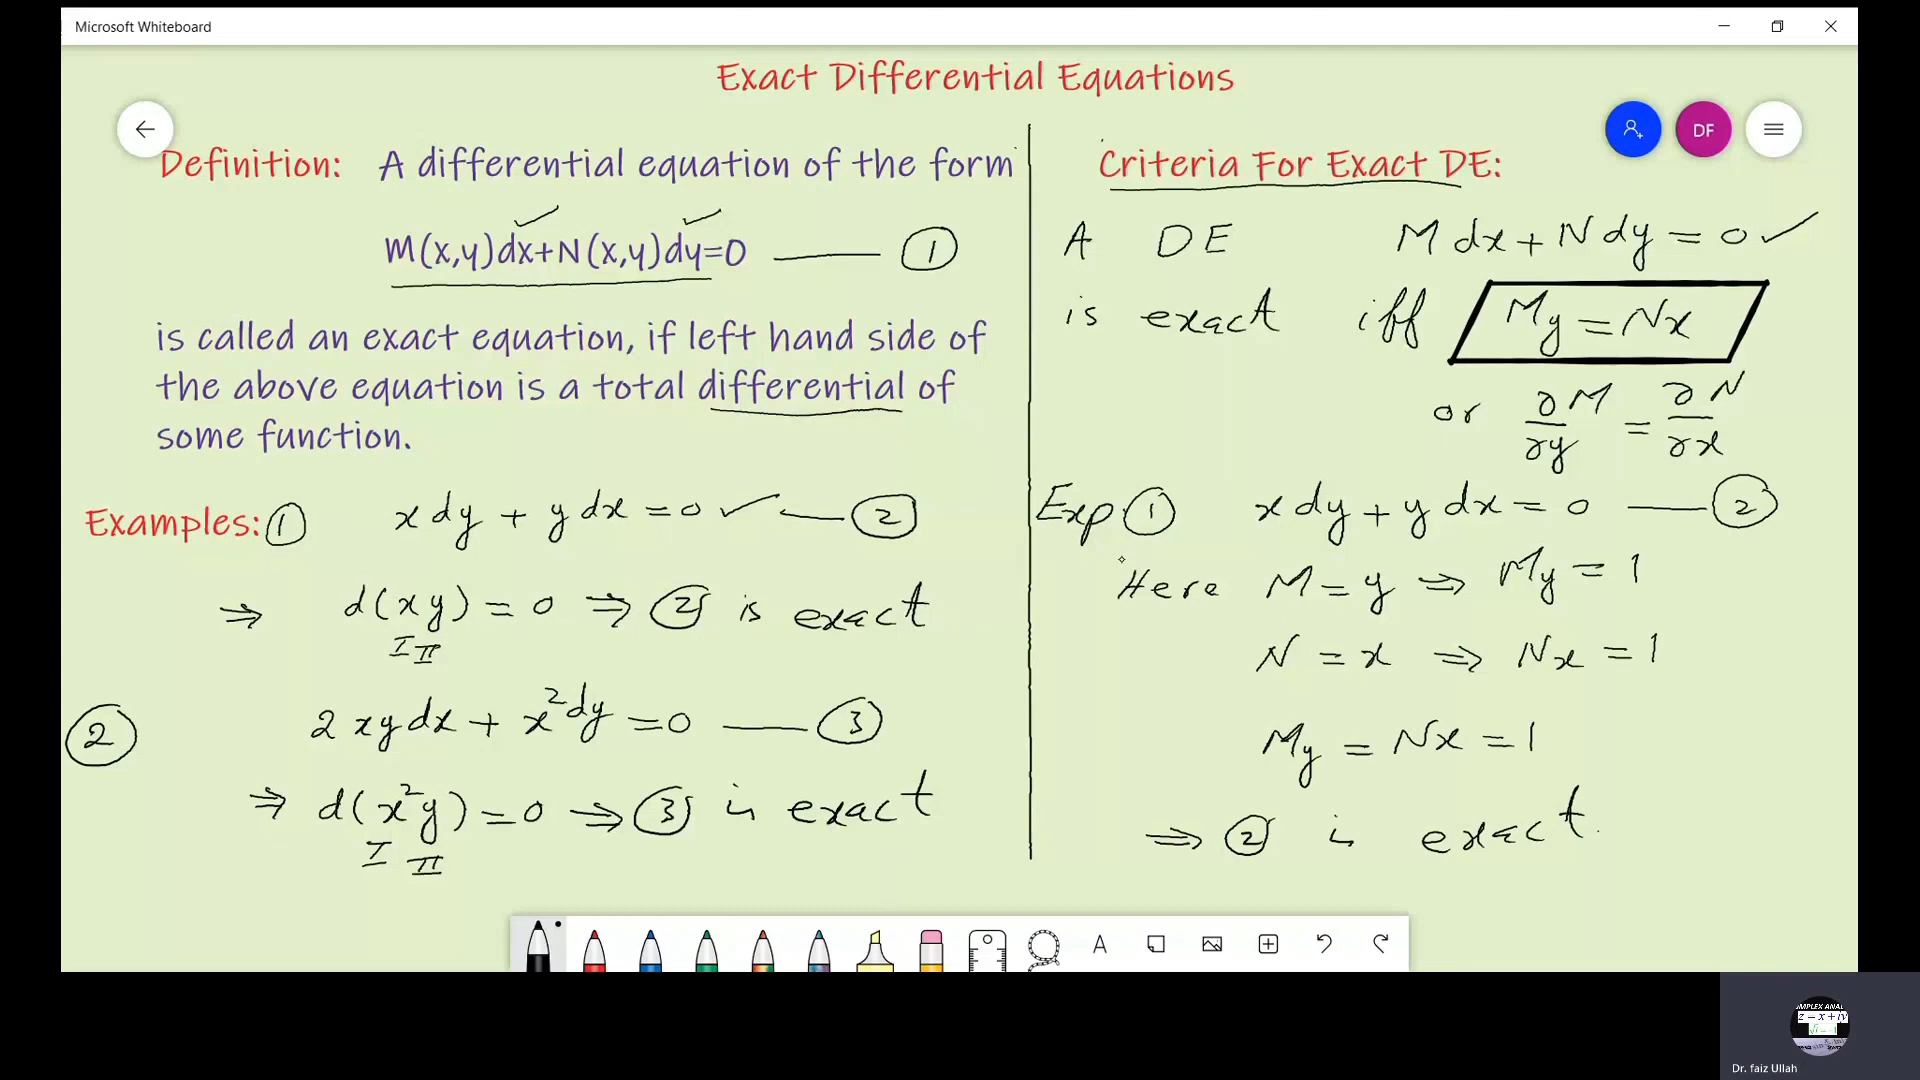 Microsoft Whiteboard
Exact Differential Equations
DF
Definition: A differential equation of the form
M(x,y)dx+N(x,y)dy=0 —— ①
is called an exact equation, if left hand side of
the above equation is a total differential of
some function.
Examples: ① x dy + y dx = 0 ✓ —— ②
⇒ d(xy) = 0 ⇒ ② is exact
I II
② 2xydx + x²dy = 0 —— ③
⇒ d(x²y) = 0 ⇒ ③ is exact
I II
Criteria For Exact DE:
A DE M dx + N dy = 0 ✓
is exact iff My = Nx
or ∂M/∂y = ∂N/∂x
Exp ① x dy + y dx = 0 —— ②
Here M = y ⇒ My = 1
N = x ⇒ Nx = 1
My = Nx = 1
⇒ ② is exact.
A
z = x + iy
Dr. faiz Ullah